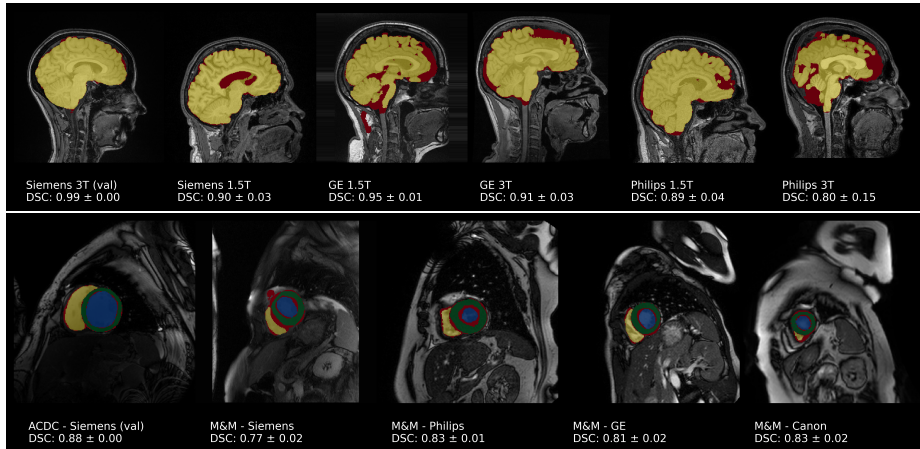 Siemens 3T (val)
DSC: 0.99 ± 0.00
Siemens 1.5T
DSC: 0.90 ± 0.03
GE 1.5T
DSC: 0.95 ± 0.01
GE 3T
DSC: 0.91 ± 0.03
Philips 1.5T
DSC: 0.89 ± 0.04
Philips 3T
DSC: 0.80 ± 0.15
ACDC - Siemens (val)
DSC: 0.88 ± 0.00
M&M - Siemens
DSC: 0.77 ± 0.02
M&M - Philips
DSC: 0.83 ± 0.01
M&M - GE
DSC: 0.81 ± 0.02
M&M - Canon
DSC: 0.83 ± 0.02